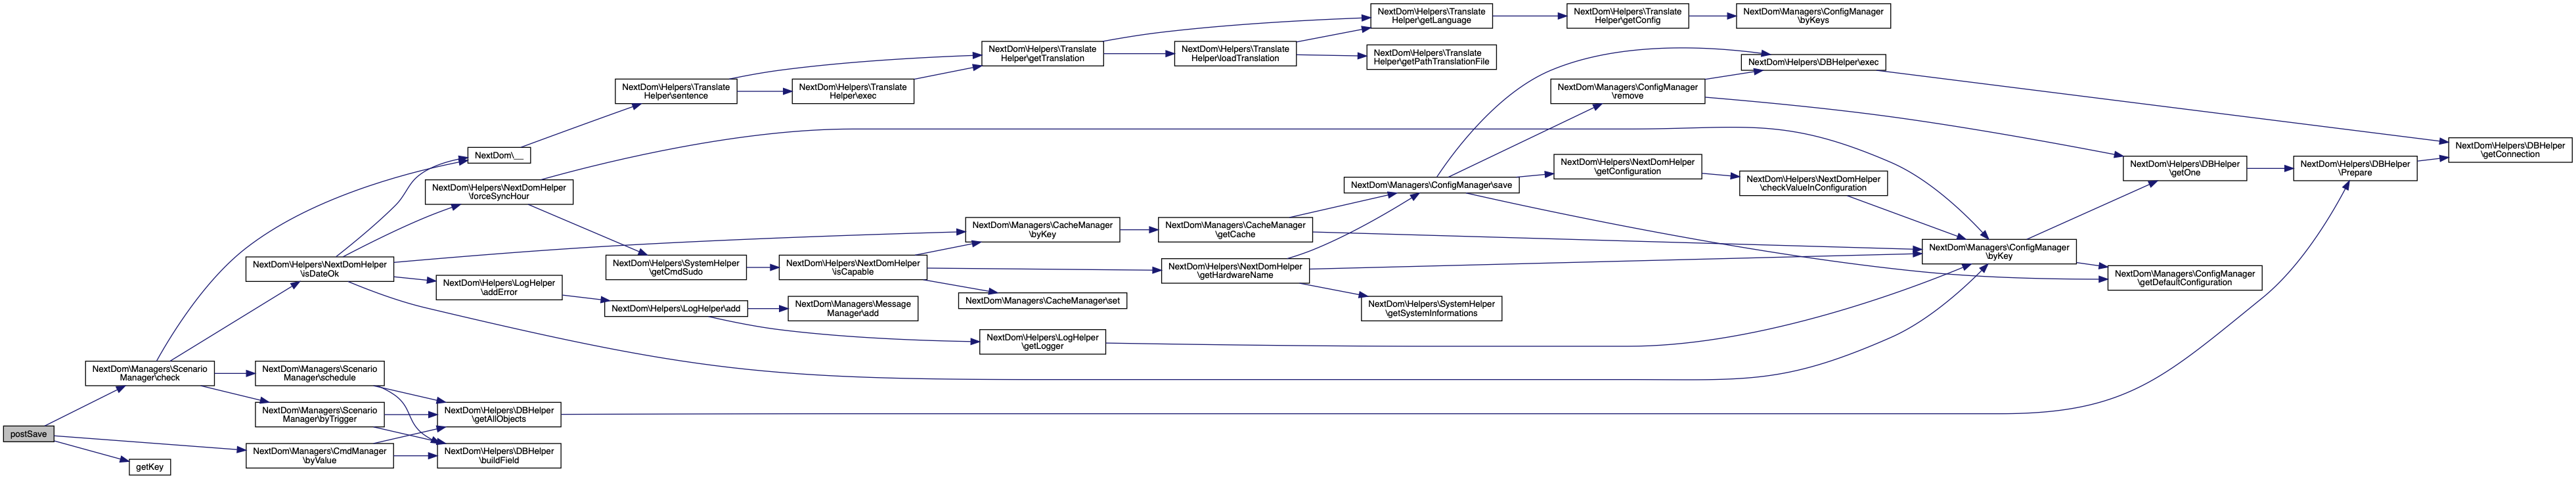 NextDom\Helpers\Translate
Helper\getLanguage
NextDom\Helpers\Translate
Helper\getConfig
NextDom\Managers\ConfigManager
\byKeys
NextDom\Helpers\Translate
Helper\getTranslation
NextDom\Helpers\Translate
Helper\loadTranslation
NextDom\Helpers\Translate
Helper\getPathTranslationFile
NextDom\Helpers\DBHelper\exec
NextDom\Helpers\Translate
Helper\sentence
NextDom\Helpers\Translate
Helper\exec
NextDom\Managers\ConfigManager
\remove
NextDom\__
NextDom\Helpers\DBHelper
\getConnection
NextDom\Helpers\NextDomHelper
\getConfiguration
NextDom\Helpers\DBHelper
\getOne
NextDom\Helpers\DBHelper
\Prepare
NextDom\Helpers\NextDomHelper
\forceSyncHour
NextDom\Managers\ConfigManager\save
NextDom\Helpers\NextDomHelper
\checkValueInConfiguration
NextDom\Managers\CacheManager
\byKey
NextDom\Managers\CacheManager
\getCache
NextDom\Managers\ConfigManager
\byKey
NextDom\Helpers\NextDomHelper
\isDateOk
NextDom\Helpers\SystemHelper
\getCmdSudo
NextDom\Helpers\NextDomHelper
\isCapable
NextDom\Helpers\NextDomHelper
\getHardwareName
NextDom\Managers\ConfigManager
\getDefaultConfiguration
NextDom\Helpers\LogHelper
\addError
NextDom\Managers\CacheManager\set
NextDom\Helpers\SystemHelper
\getSystemInformations
NextDom\Helpers\LogHelper\add
NextDom\Managers\Message
Manager\add
NextDom\Helpers\LogHelper
\getLogger
NextDom\Managers\Scenario
Manager\check
NextDom\Managers\Scenario
Manager\schedule
NextDom\Managers\Scenario
Manager\byTrigger
NextDom\Helpers\DBHelper
\getAllObjects
postSave
NextDom\Managers\CmdManager
\byValue
NextDom\Helpers\DBHelper
\buildField
getKey